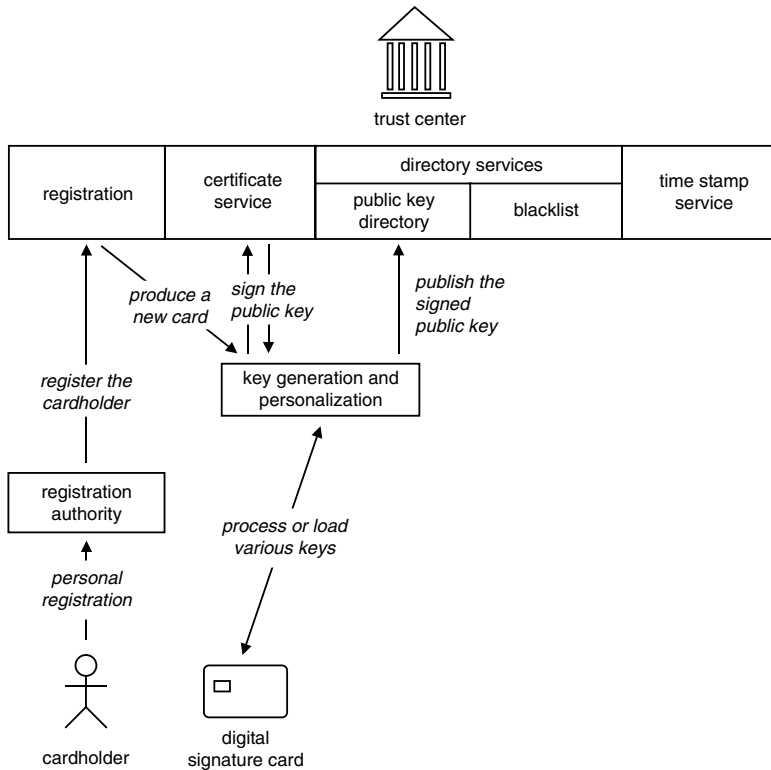 trust center
registration
certificate
service
directory services
public key
directory
blacklist
time stamp
service
produce a
new card
sign the
public key
publish the
signed
public key
register the
cardholder
key generation and
personalization
registration
authority
process or load
various keys
personal
registration
cardholder
digital
signature card